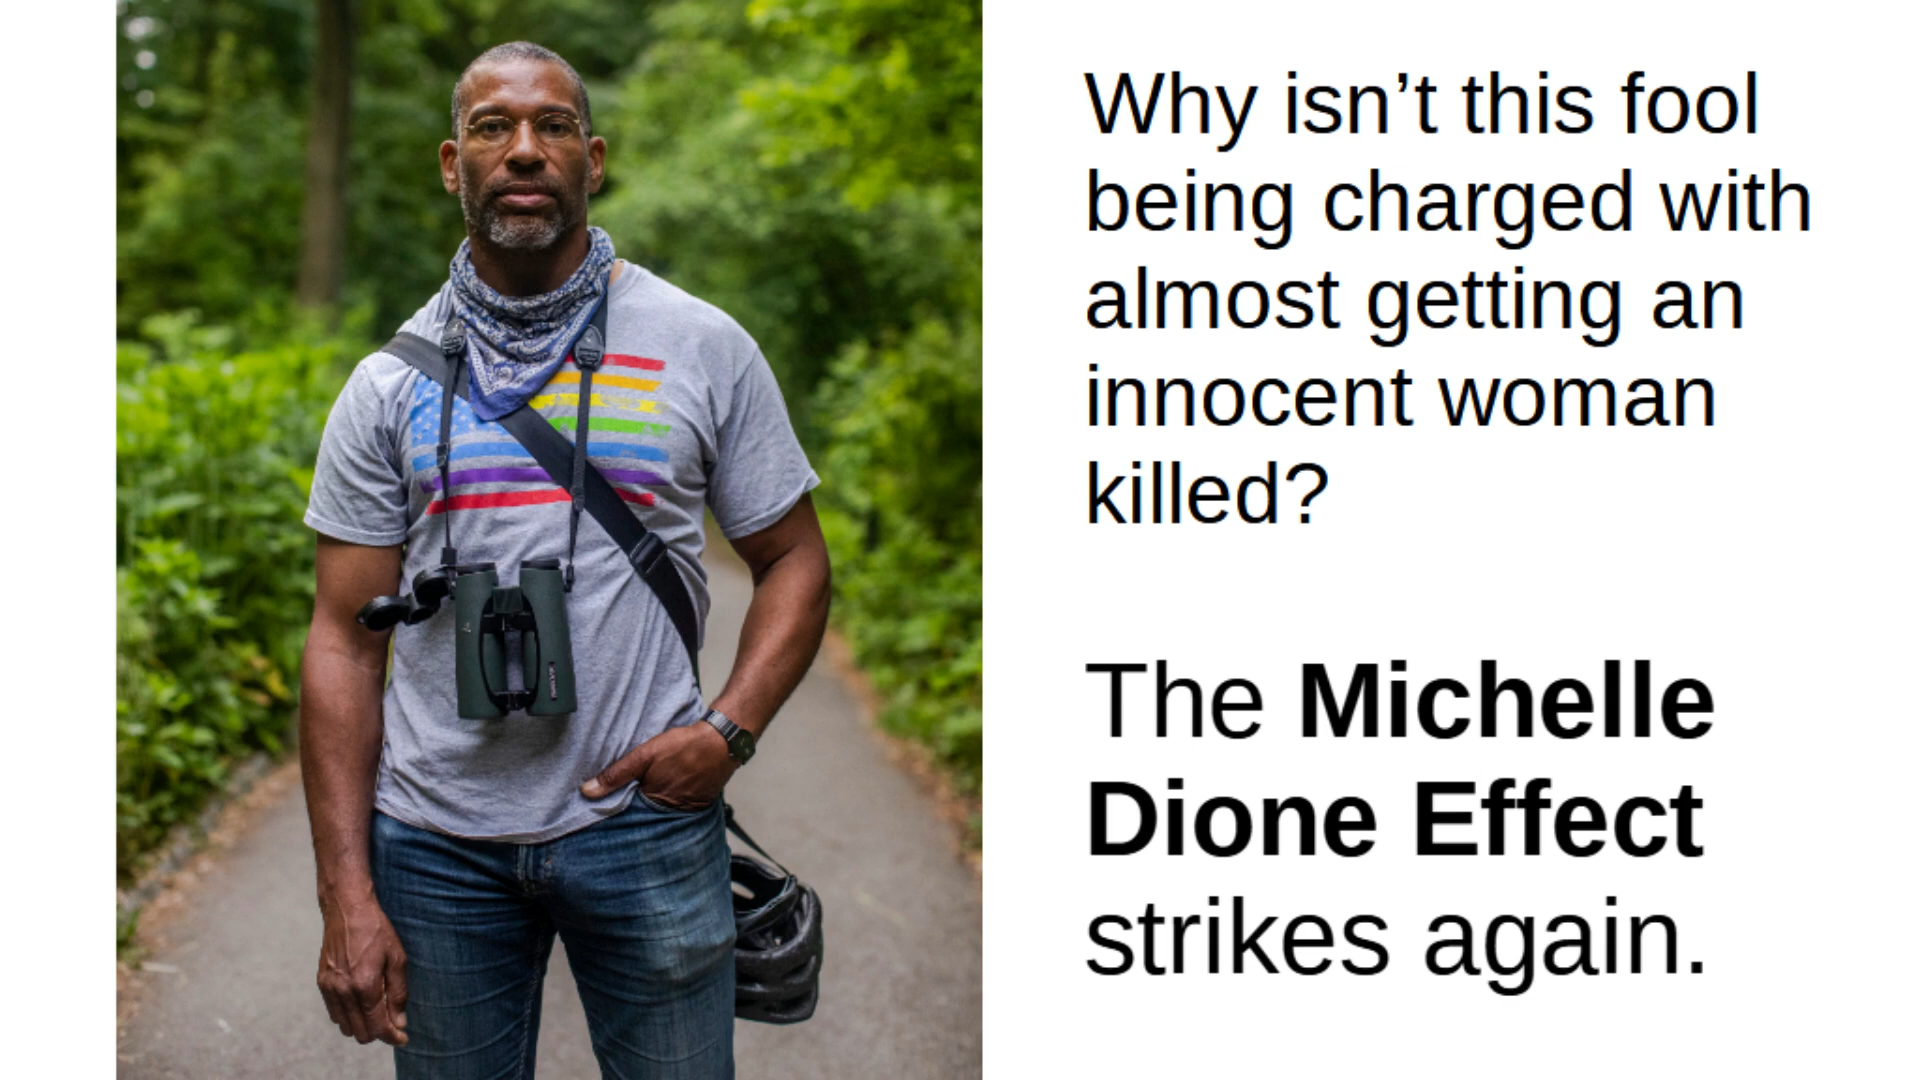 Why isn’t this fool
being charged with
almost getting an
innocent woman
killed?
The Michelle
Dione Effect
strikes again.